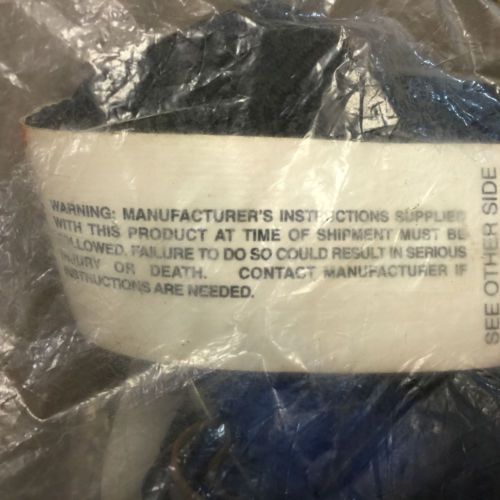 WARNING: MANUFACTURER'S INSTRUCTIONS SUPPLIED
WITH THIS PRODUCT AT TIME OF SHIPMENT MUST BE
FOLLOWED. FAILURE TO DO SO COULD RESULT IN SERIOUS
INJURY OR DEATH. CONTACT MANUFACTURER IF
INSTRUCTIONS ARE NEEDED.
SEE OTHER SIDE